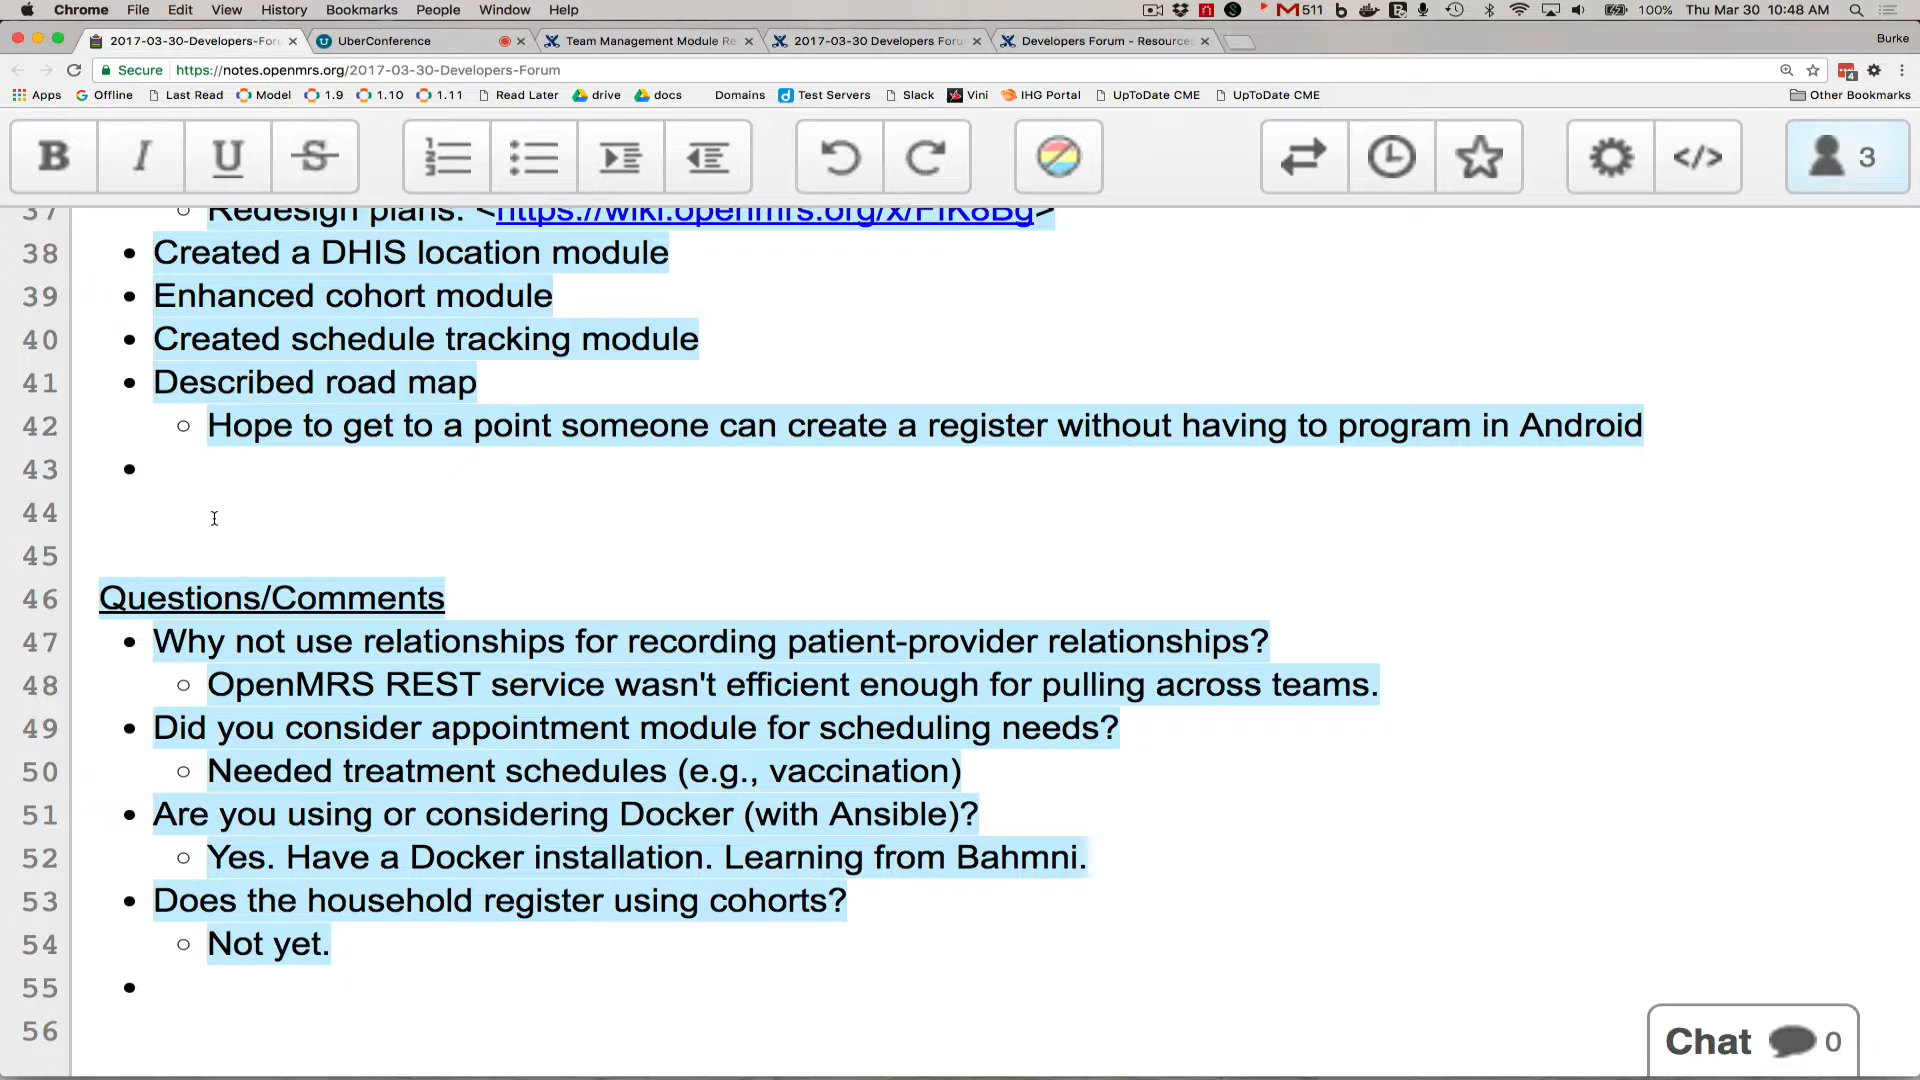 Chrome File Edit View History Bookmarks People Window Help 511 100% Thu Mar 30 10:48 AM
2017-03-30-Developers-Foru UberConference Team Management Module Re 2017-03-30 Developers Foru Developers Forum - Resource Burke
Secure https://notes.openmrs.org/2017-03-30-Developers-Forum
Apps Offline Last Read Model 1.9 1.10 1.11 Read Later drive docs Domains Test Servers Slack Vini IHG Portal UpToDate CME UpToDate CME Other Bookmarks
B I U S </> 3
37 Redesign plans: <https://wiki.openmrs.org/x/
38 Created a DHIS location module
39 Enhanced cohort module
40 Created schedule tracking module
41 Described road map
42 Hope to get to a point someone can create a register without having to program in Android
43
44
45
46 Questions/Comments
47 Why not use relationships for recording patient-provider relationships?
48 OpenMRS REST service wasn't efficient enough for pulling across teams.
49 Did you consider appointment module for scheduling needs?
50 Needed treatment schedules (e.g., vaccination)
51 Are you using or considering Docker (with Ansible)?
52 Yes. Have a Docker installation. Learning from Bahmni.
53 Does the household register using cohorts?
54 Not yet.
55
56
Chat 0